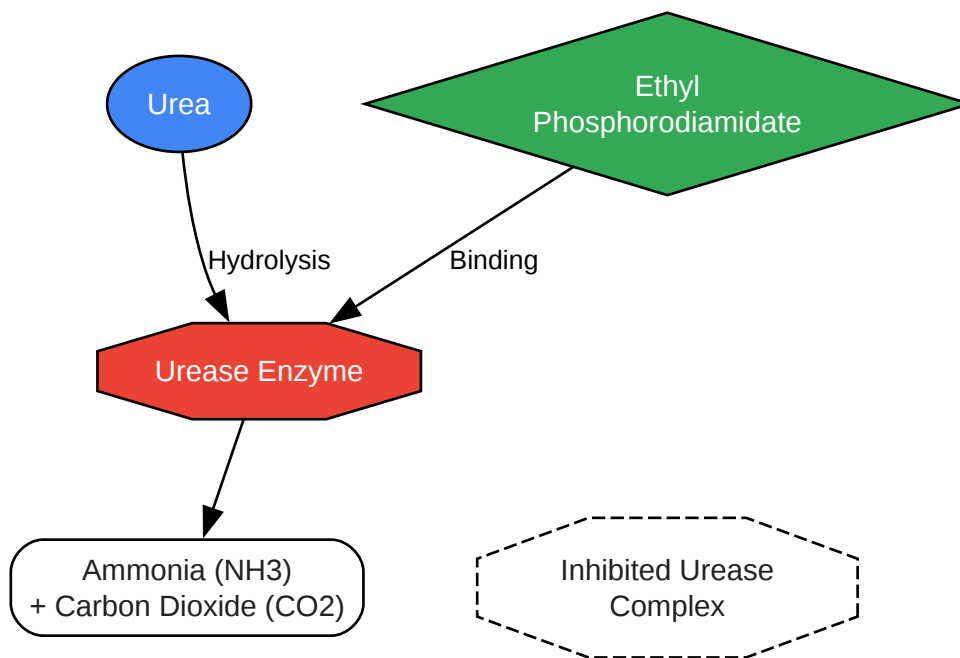 Urea
Ethyl
Phosphorodiamidate
Hydrolysis
Binding
Urease Enzyme
Ammonia (NH3)
+ Carbon Dioxide (CO2)
Inhibited Urease
Complex